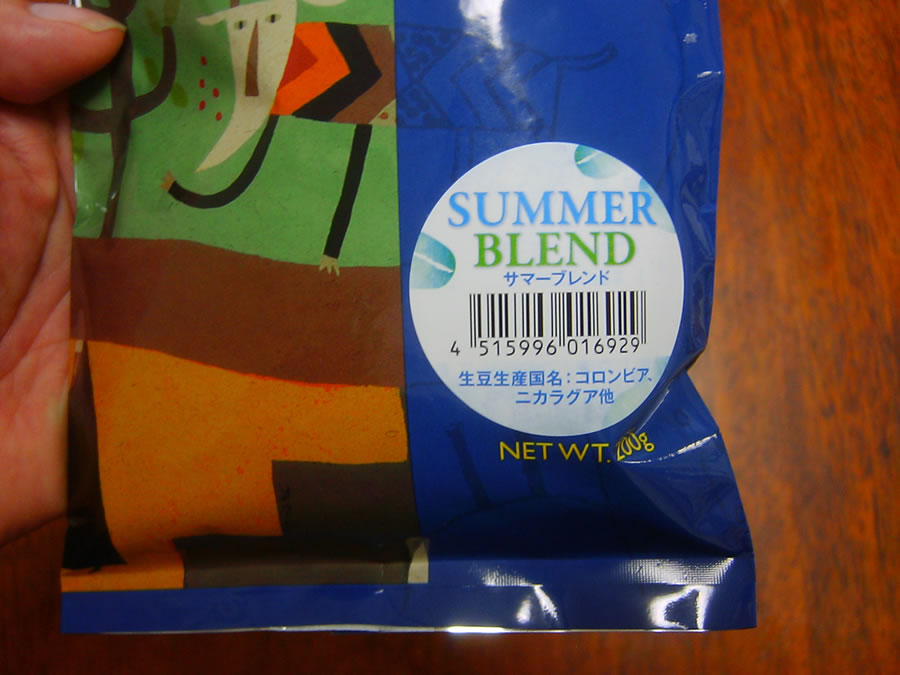 SUMMER
BLEND
サマーブレンド
4 515996 016929
生豆生産国名:コロンビア、
ニカラグア他
NET WT. 200g